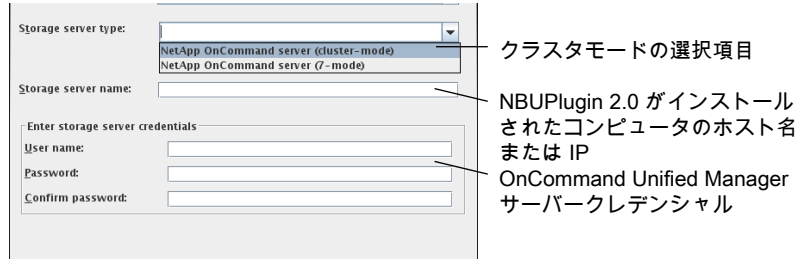 Storage server type:
NetApp OnCommand server (cluster-mode)
NetApp OnCommand server (7-mode)
Storage server name:
Enter storage server credentials
User name:
Password:
Confirm password:
クラスタモードの選択項目
NBUPlugin 2.0 がインストール
されたコンピュータのホスト名
または IP
OnCommand Unified Manager
サーバークレデンシャル